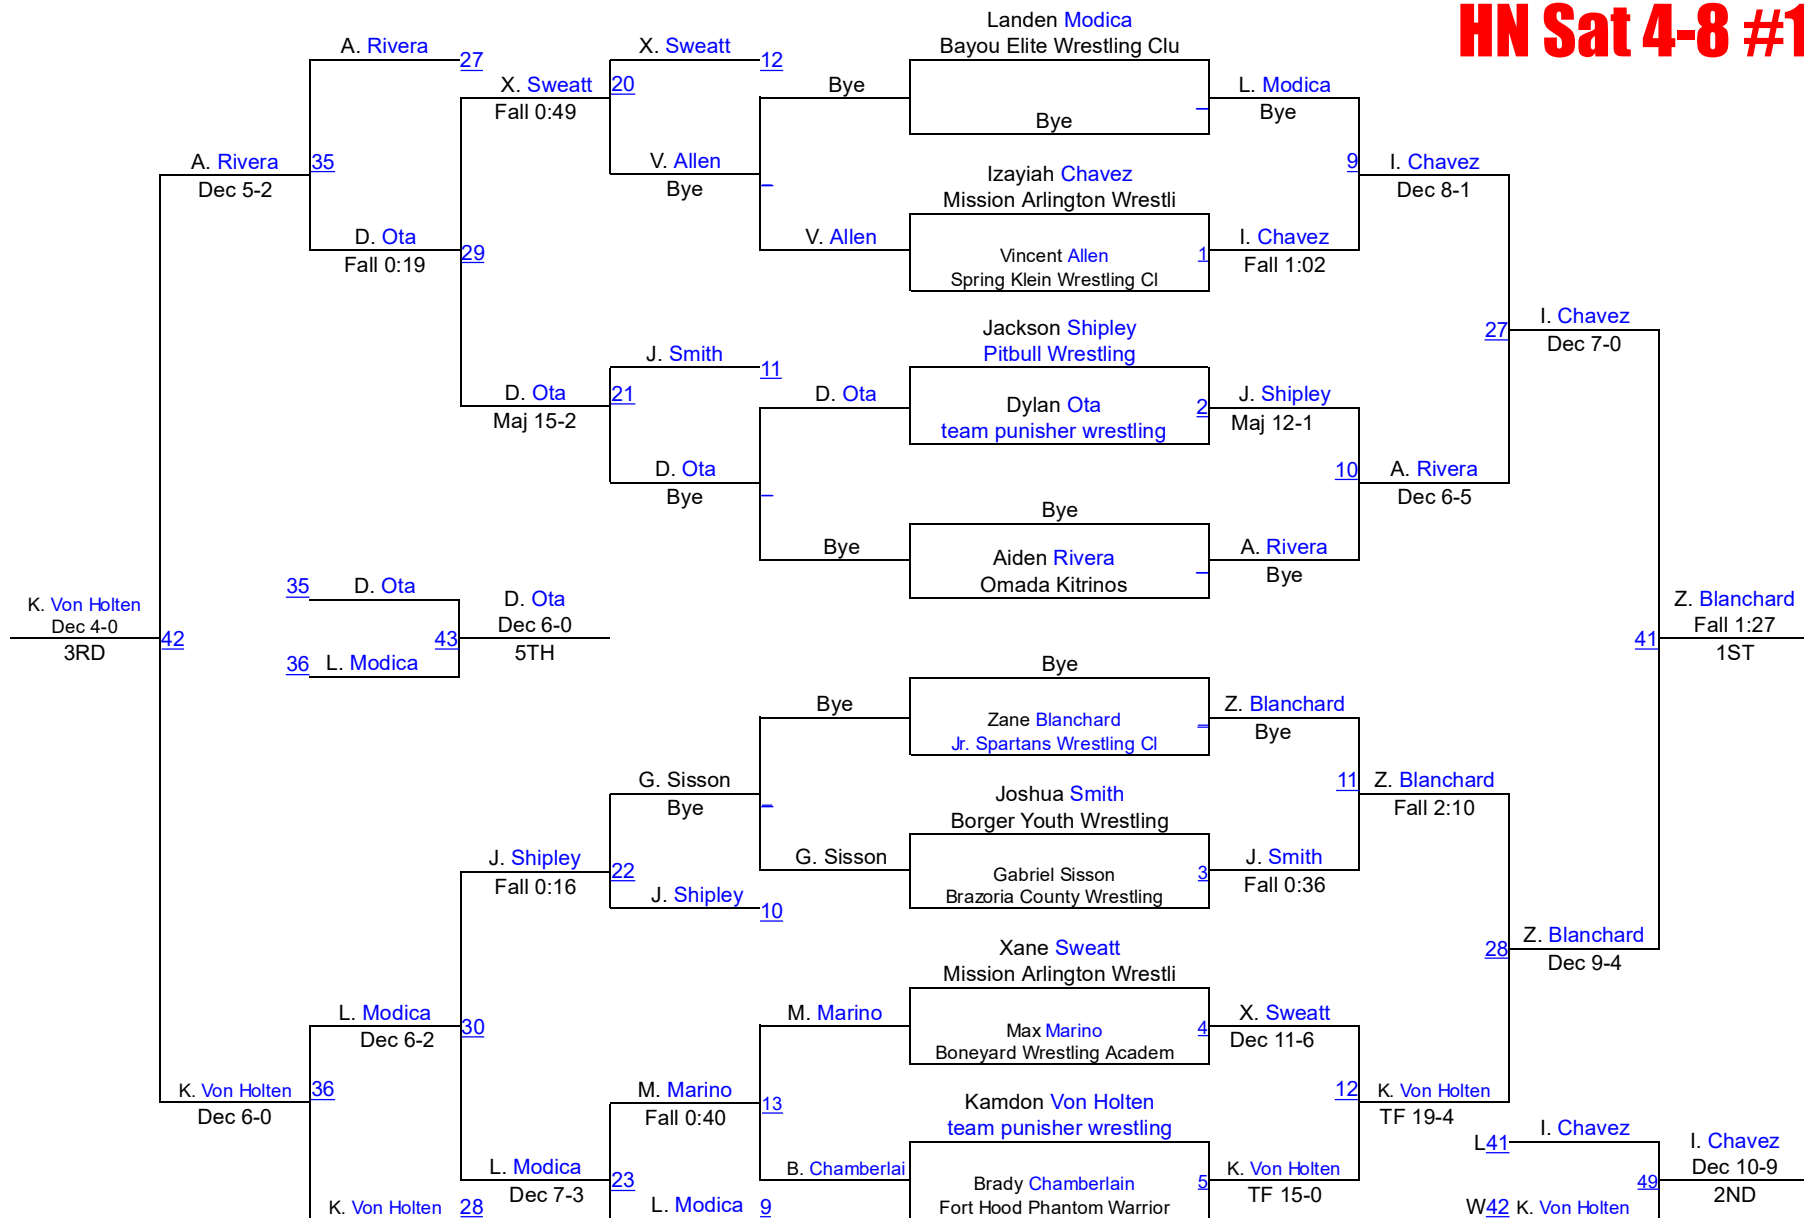 HN Sat 4-8 #1
Landen Modica
Bayou Elite Wrestling Clu
A. Rivera
27
X. Sweatt
12
X. Sweatt
20
Fall 0:49
Bye
L. Modica
Bye
Bye
A. Rivera
35
Dec 5-2
V. Allen
Bye
Izayiah Chavez
Mission Arlington Wrestli
9
I. Chavez
Dec 8-1
D. Ota
Fall 0:19
29
V. Allen
Vincent Allen
1
Spring Klein Wrestling Cl
I. Chavez
Fall 1:02
Jackson Shipley
Pitbull Wrestling
27
I. Chavez
Dec 7-0
J. Smith
11
D. Ota
21
Maj 15-2
D. Ota
Dylan Ota
2
team punisher wrestling
J. Shipley
Maj 12-1
D. Ota
Bye
10
A. Rivera
Dec 6-5
Bye
Bye
Aiden Rivera
Omada Kitrinos
A. Rivera
Bye
K. Von Holten
Dec 4-0
42
3RD
35
D. Ota
36
L. Modica
43
D. Ota
Dec 6-0
5TH
41
Z. Blanchard
Fall 1:27
1ST
Bye
Bye
Zane Blanchard
Jr. Spartans Wrestling Cl
Z. Blanchard
Bye
G. Sisson
Bye
Joshua Smith
Borger Youth Wrestling
11
Z. Blanchard
Fall 2:10
J. Shipley
22
Fall 0:16
G. Sisson
Gabriel Sisson
3
Brazoria County Wrestling
J. Smith
Fall 0:36
J. Shipley
10
Xane Sweatt
Mission Arlington Wrestli
28
Z. Blanchard
Dec 9-4
L. Modica
30
Dec 6-2
M. Marino
Max Marino
4
Boneyard Wrestling Academ
X. Sweatt
Dec 11-6
K. Von Holten
36
Dec 6-0
M. Marino
13
Fall 0:40
Kamdon Von Holten
team punisher wrestling
12
K. Von Holten
TF 19-4
L. Modica
23
Dec 7-3
B. Chamberlai
Brady Chamberlain
5
Fort Hood Phantom Warrior
K. Von Holten
TF 15-0
L41
I. Chavez
49
I. Chavez
Dec 10-9
2ND
K. Von Holten
28
L. Modica
9
W42
K. Von Holten